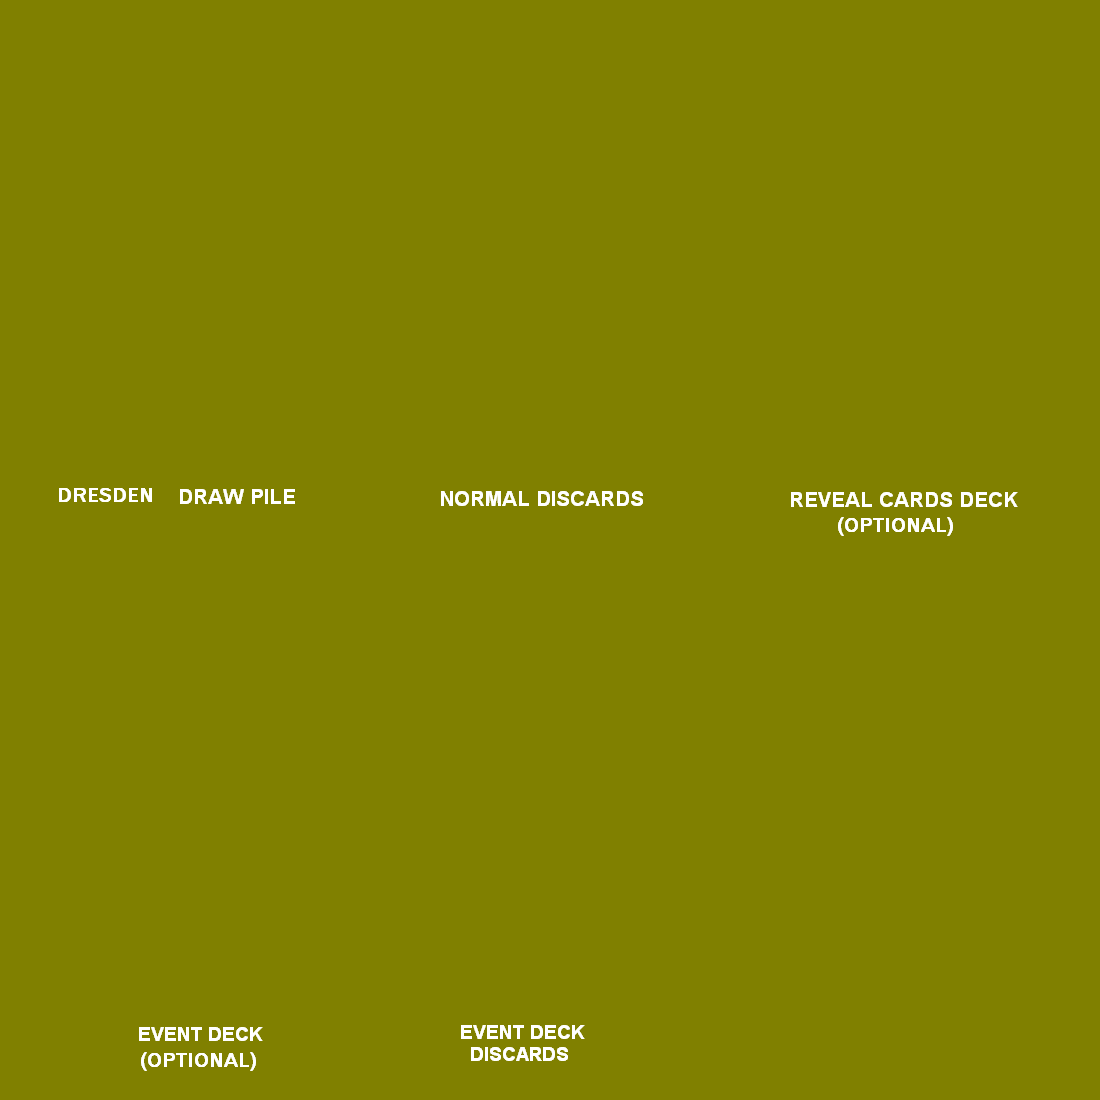 DRESDEN DRAW PILE
NORMAL DISCARDS
REVEAL CARDS DECK
(OPTIONAL)
EVENT DECK
(OPTIONAL)
EVENT DECK
DISCARDS